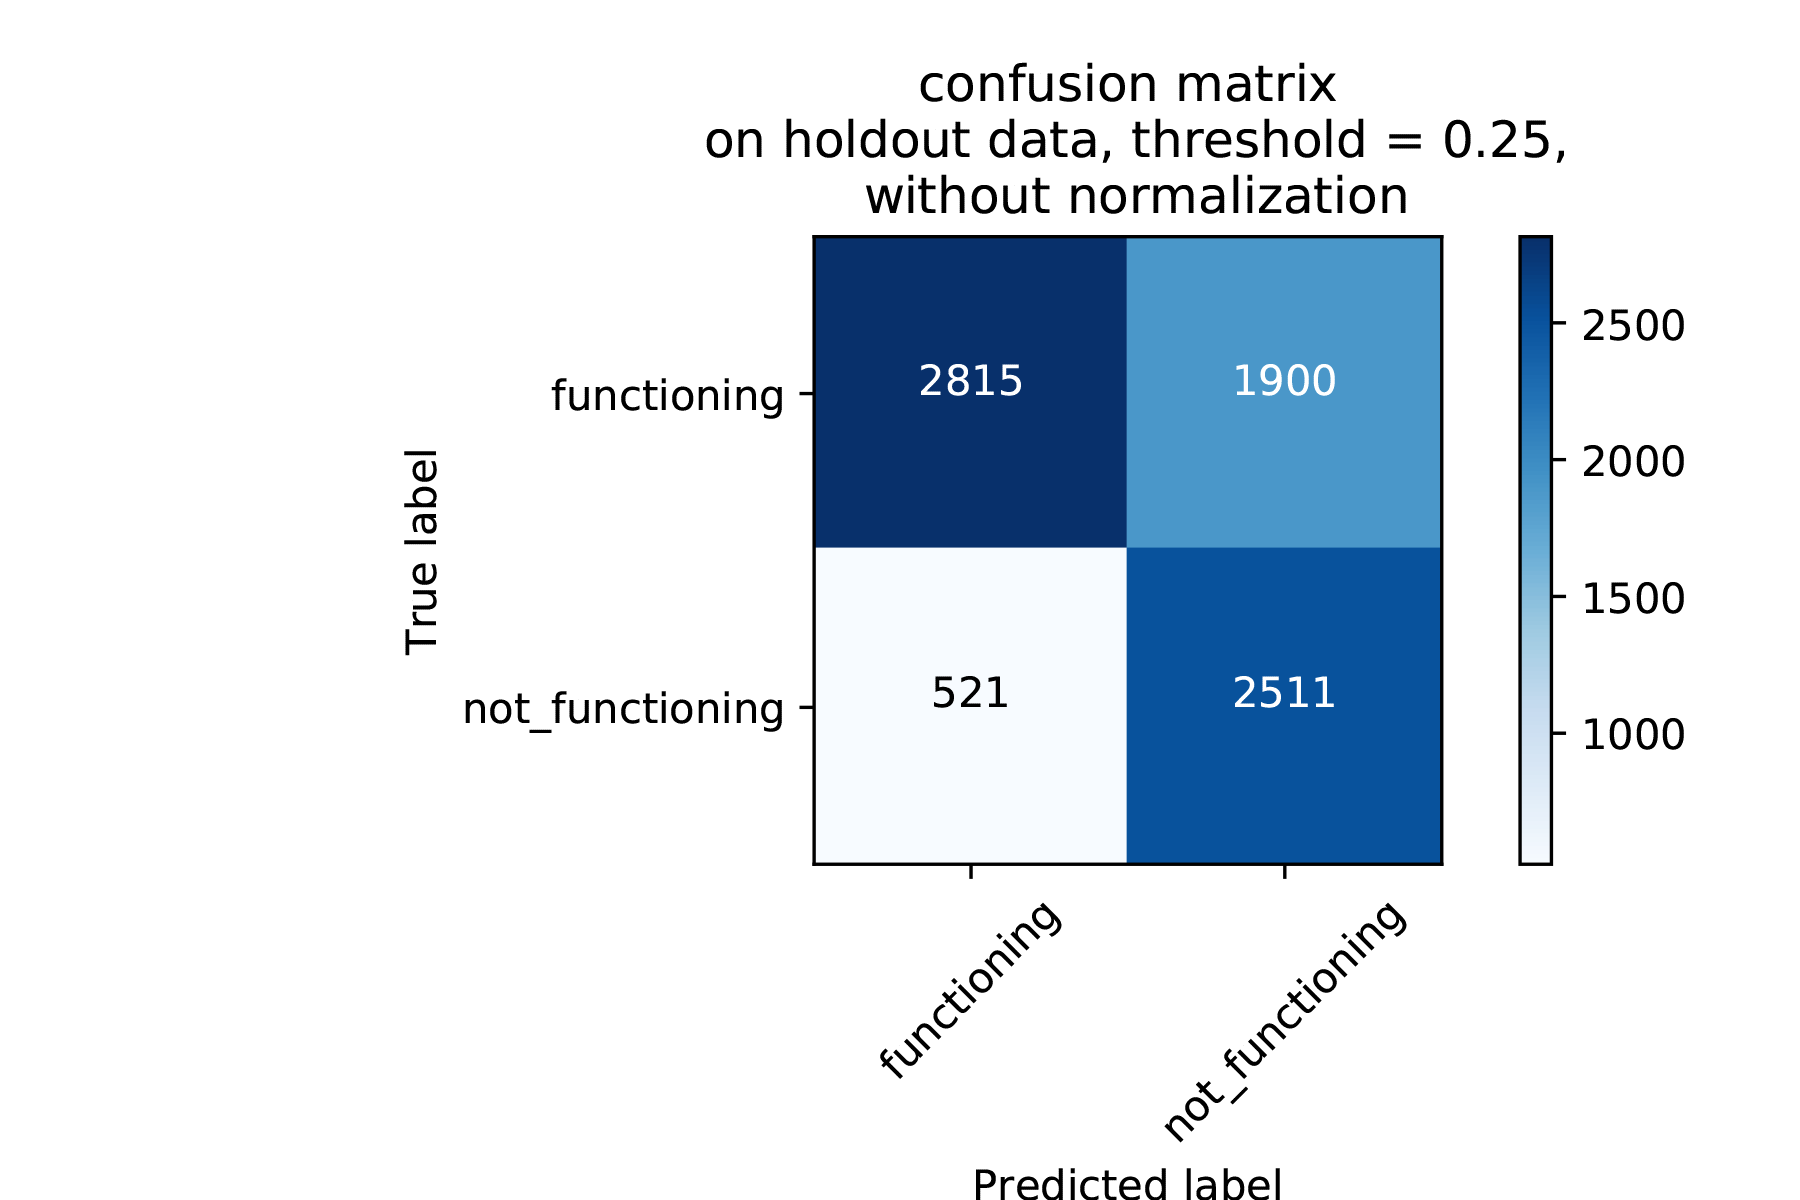 confusion matrix
on holdout data, threshold = 0.25,
without normalization
functioning
2815
1900
2500
2000
True label
1500
not_functioning
521
2511
1000
functioning
not_functioning
Predicted label